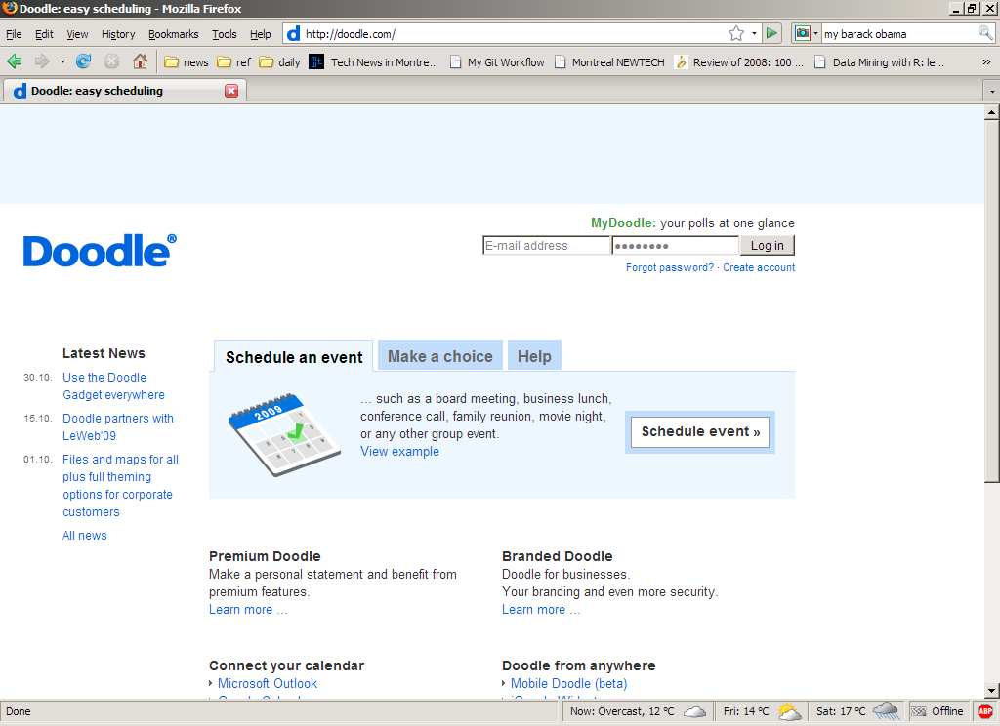 Doodle: easy scheduling - Mozilla Firefox
File Edit View History Bookmarks Tools Help
http://doodle.com/
my barack obama
news ref daily Tech News in Montre... My Git Workflow Montreal NEWTECH Review of 2008: 100 ... Data Mining with R: le... »
Doodle: easy scheduling
MyDoodle: your polls at one glance
Doodle®
E-mail address Log in
Forgot password? · Create account
Latest News
30.10. Use the Doodle
Gadget everywhere
15.10. Doodle partners with
LeWeb'09
01.10. Files and maps for all
plus full theming
options for corporate
customers
All news
Schedule an event Make a choice Help
2009
... such as a board meeting, business lunch,
conference call, family reunion, movie night,
or any other group event.
View example
Schedule event »
Premium Doodle
Make a personal statement and benefit from
premium features.
Learn more ...
Branded Doodle
Doodle for businesses.
Your branding and even more security.
Learn more ...
Connect your calendar
Microsoft Outlook
Doodle from anywhere
Mobile Doodle (beta)
Done
Now: Overcast, 12 °C Fri: 14 °C Sat: 17 °C Offline ABP